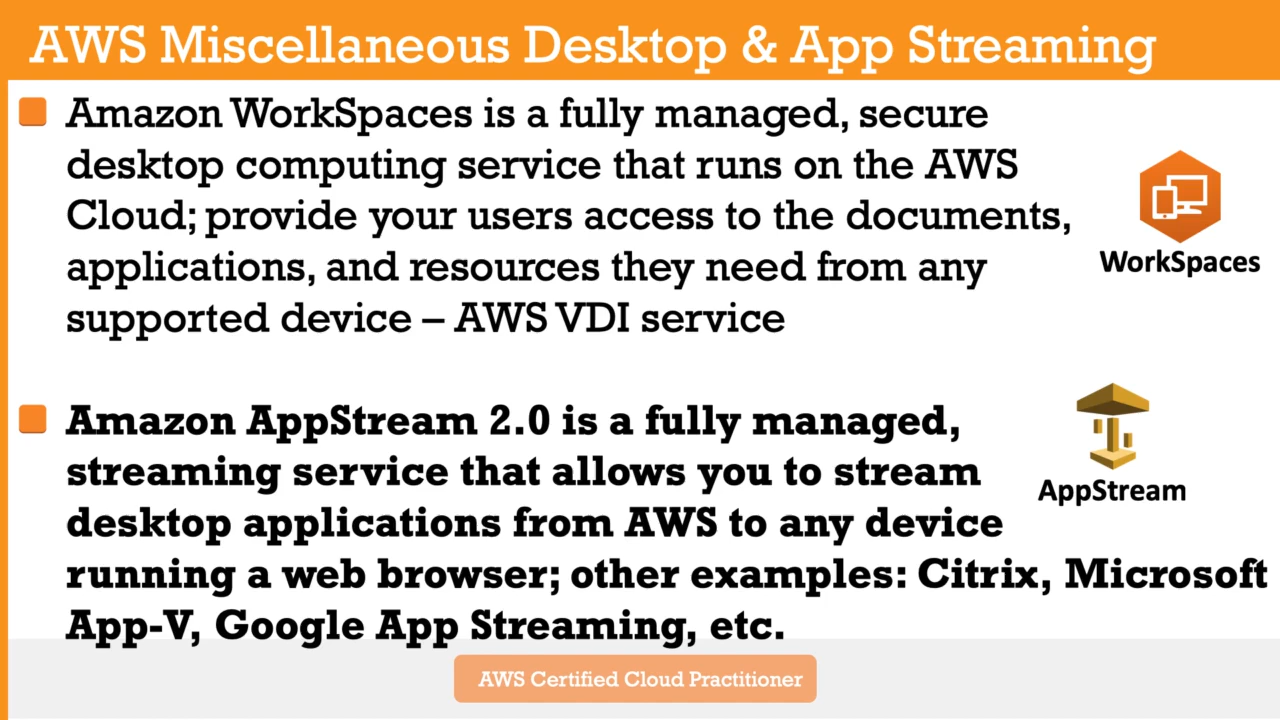 AWS Miscellaneous Desktop & App Streaming
Amazon WorkSpaces is a fully managed, secure
desktop computing service that runs on the AWS
Cloud; provide your users access to the documents,
applications, and resources they need from any
supported device – AWS VDI service
WorkSpaces
Amazon AppStream 2.0 is a fully managed,
streaming service that allows you to stream
desktop applications from AWS to any device
running a web browser; other examples: Citrix, Microsoft
App-V, Google App Streaming, etc.
AppStream
AWS Certified Cloud Practitioner